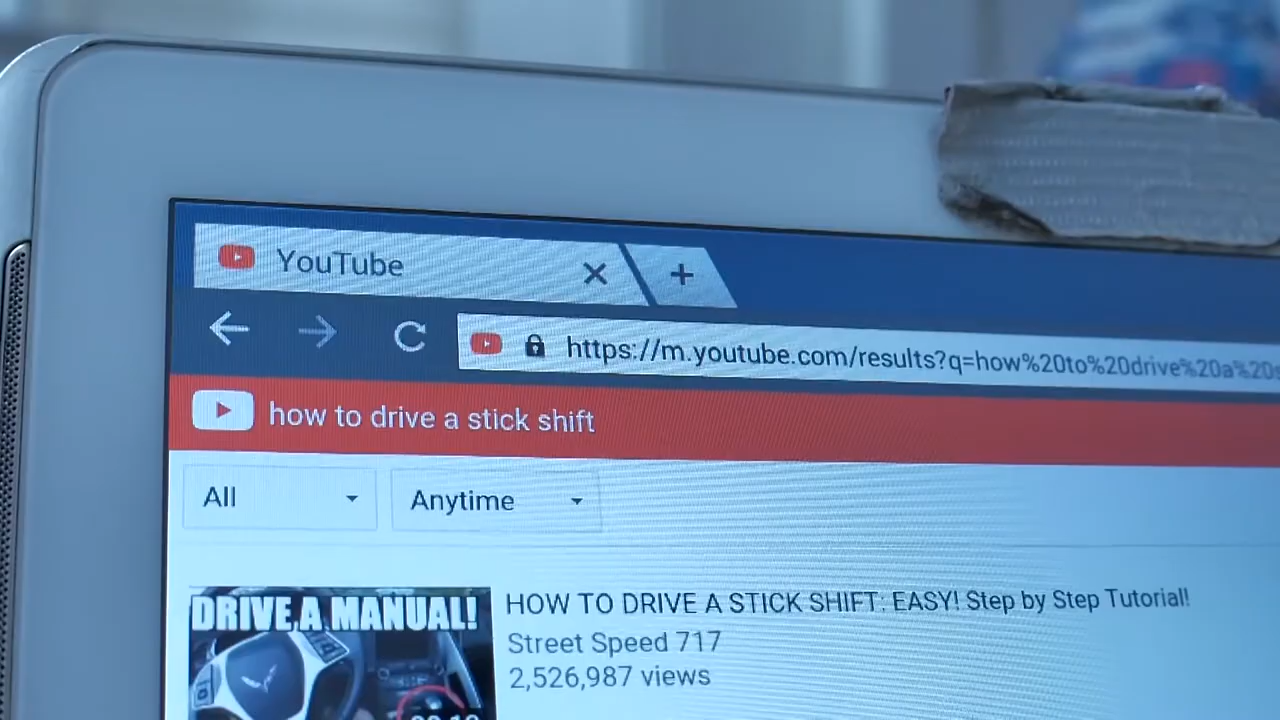 YouTube
https://m.youtube.com/results?q=how%20to%20drive%20a%20s
how to drive a stick shift
All
Anytime
DRIVE A MANUAL!
HOW TO DRIVE A STICK SHIFT: EASY! Step by Step Tutorial!
Street Speed 717
2,526,987 views